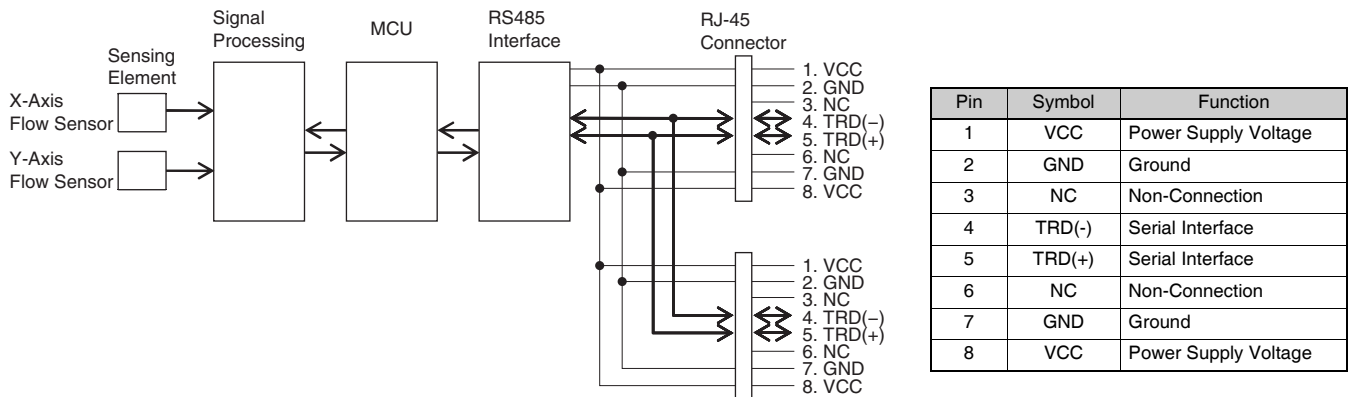 Signal
Processing
MCU
RS485
Interface
RJ-45
Connector
Sensing
Element
X-Axis
Flow Sensor
Y-Axis
Flow Sensor
1. VCC
2. GND
3. NC
4. TRD(−)
5. TRD(+)
6. NC
7. GND
8. VCC
1. VCC
2. GND
3. NC
4. TRD(−)
5. TRD(+)
6. NC
7. GND
8. VCC
Pin Symbol Function
1 VCC Power Supply Voltage
2 GND Ground
3 NC Non-Connection
4 TRD(-) Serial Interface
5 TRD(+) Serial Interface
6 NC Non-Connection
7 GND Ground
8 VCC Power Supply Voltage